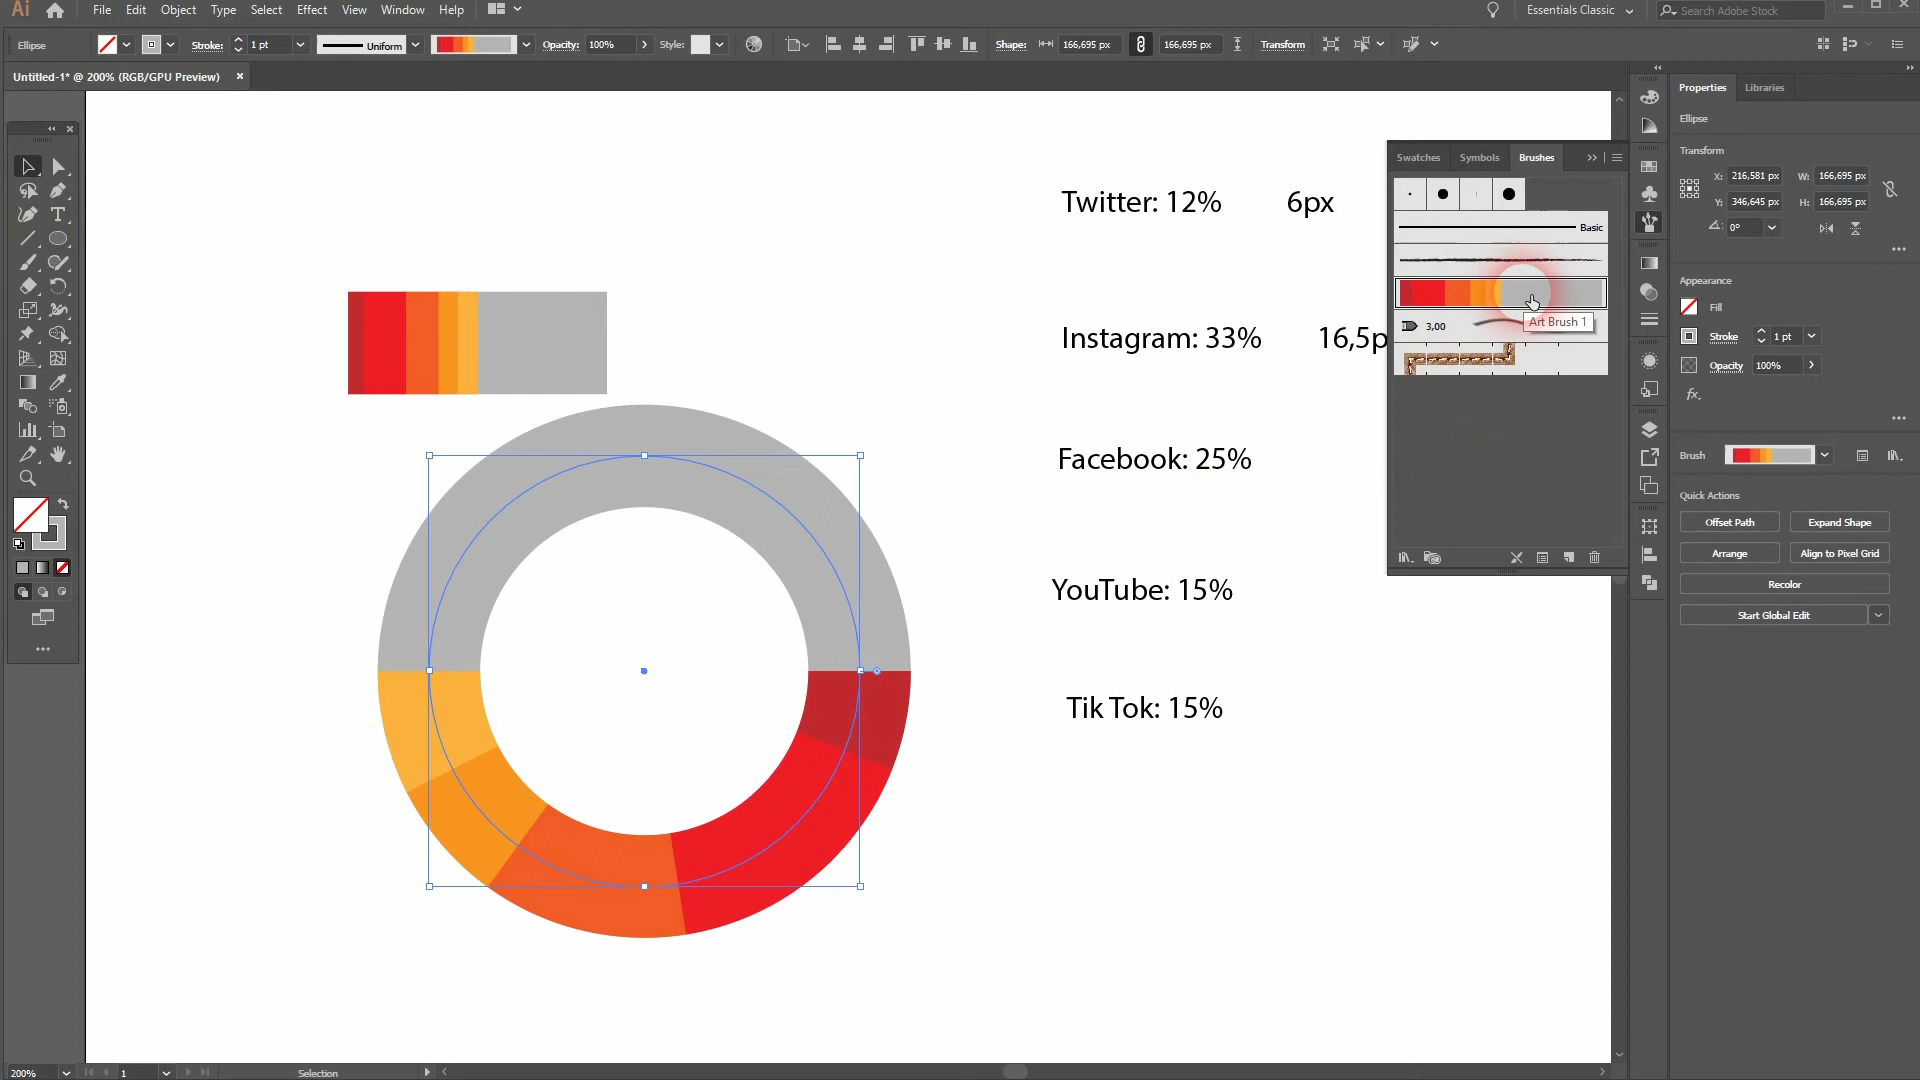 Ai File Edit Object Type Select Effect View Window Help Essentials Classic Search Adobe Stock
Ellipse Stroke: 1 pt Uniform Opacity: 100% Style: Shape: 166,695 px 166,695 px Transform
Untitled-1* @ 200% (RGB/GPU Preview)
Properties Libraries
Ellipse
Transform
X: 216,581 px W: 166,695 px
Y: 346,645 px H: 166,695 px
0°
Appearance
Fill
Stroke 1 pt
Opacity 100%
fx.
Brush
Quick Actions
Offset Path Expand Shape
Arrange Align to Pixel Grid
Recolor
Start Global Edit
Swatches Symbols Brushes
Basic
Art Brush 1
3,00
Twitter: 12% 6px
Instagram: 33% 16,5p
Facebook: 25%
YouTube: 15%
Tik Tok: 15%
200% 1 Selection